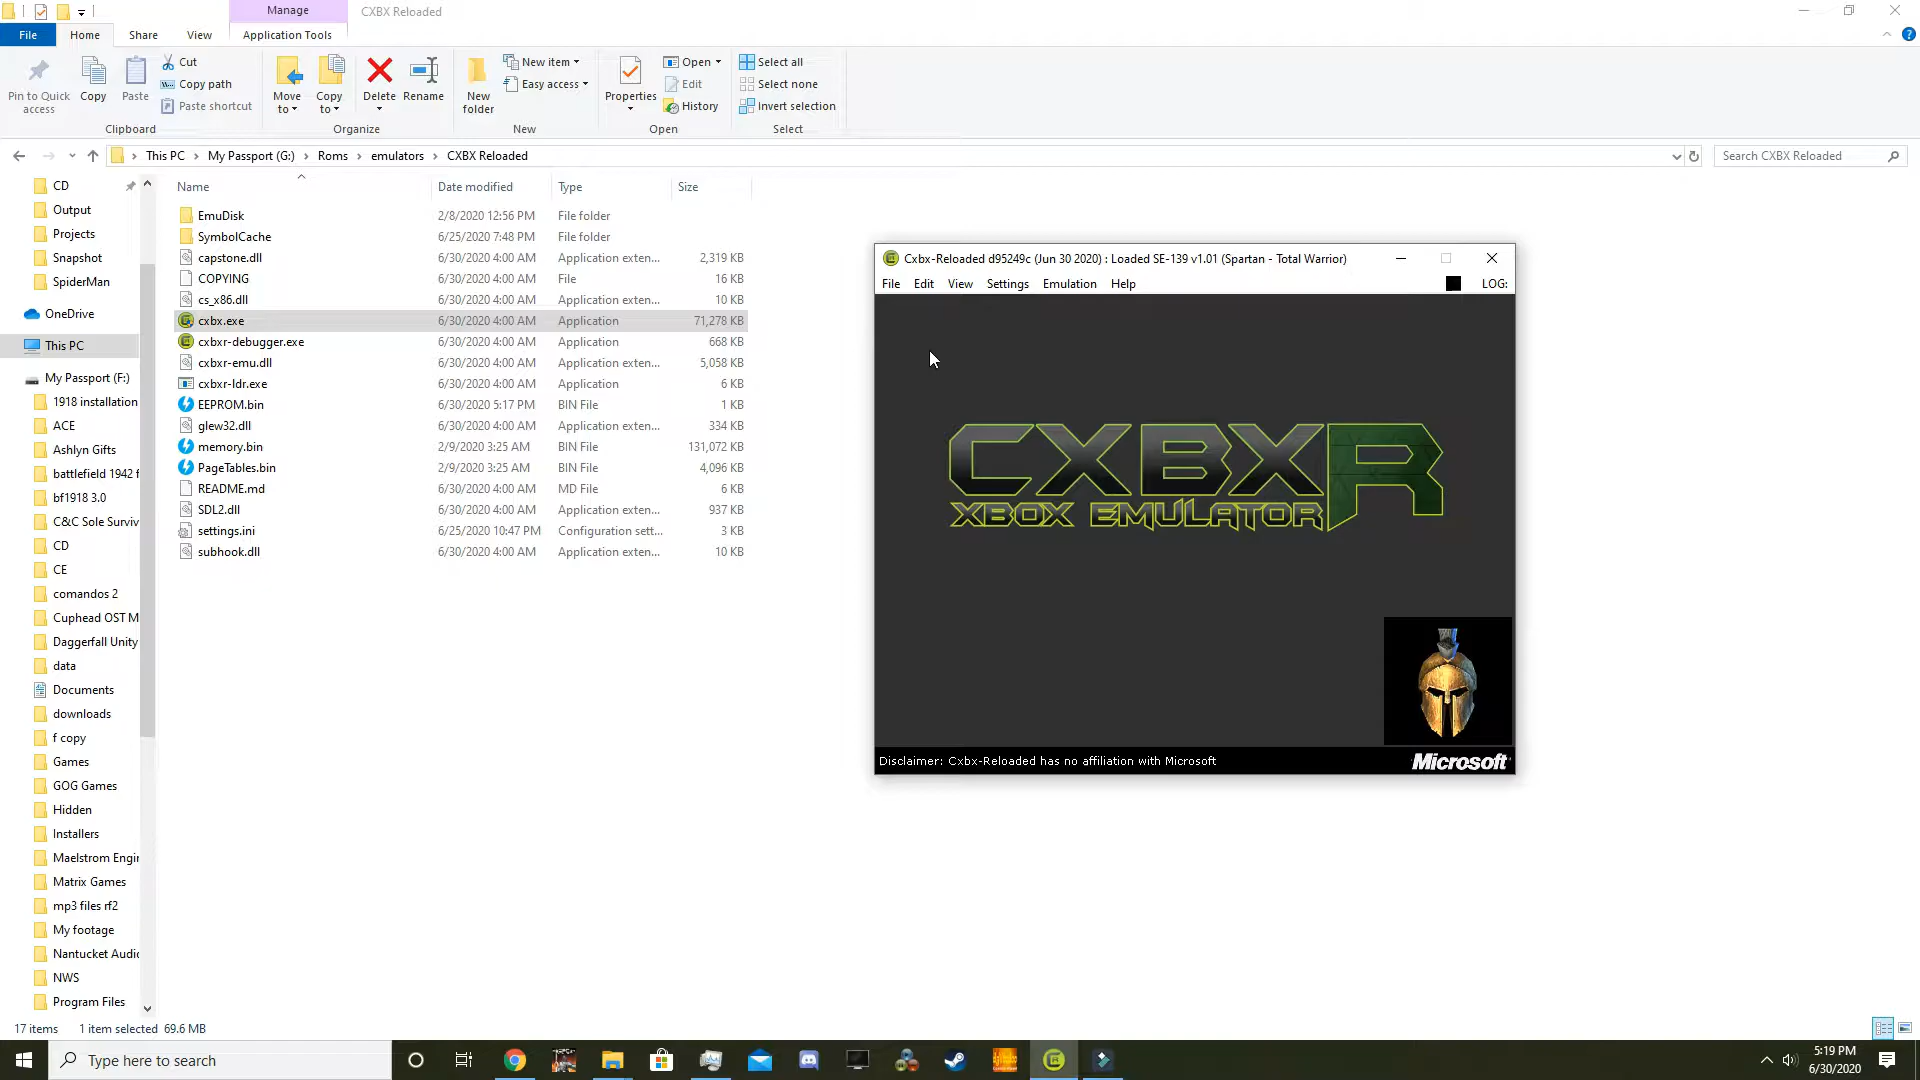 Manage
CXBX Reloaded
File
Home
Share
View
Application Tools
Pin to Quick access
Copy
Paste
Cut
Copy path
Paste shortcut
Clipboard
Move to
Copy to
Delete
Rename
Organize
New folder
New item
Easy access
New
Properties
Open
Edit
History
Open
Select all
Select none
Invert selection
Select
This PC > My Passport (G:) > Roms > emulators > CXBX Reloaded
Search CXBX Reloaded
CD
Output
Projects
Snapshot
SpiderMan
OneDrive
This PC
My Passport (F:)
1918 installation
ACE
Ashlyn Gifts
battlefield 1942 f
bf1918 3.0
C&C Sole Surviv
CD
CE
comandos 2
Cuphead OST M
Daggerfall Unity
data
Documents
downloads
f copy
Games
GOG Games
Hidden
Installers
Maelstrom Engin
Matrix Games
mp3 files rf2
My footage
Nantucket Audio
NWS
Program Files
Name Date modified Type Size
EmuDisk 2/8/2020 12:56 PM File folder
SymbolCache 6/25/2020 7:48 PM File folder
capstone.dll 6/30/2020 4:00 AM Application exten... 2,319 KB
COPYING 6/30/2020 4:00 AM File 16 KB
cs_x86.dll 6/30/2020 4:00 AM Application exten... 10 KB
cxbx.exe 6/30/2020 4:00 AM Application 71,278 KB
cxbxr-debugger.exe 6/30/2020 4:00 AM Application 668 KB
cxbxr-emu.dll 6/30/2020 4:00 AM Application exten... 5,058 KB
cxbxr-ldr.exe 6/30/2020 4:00 AM Application 6 KB
EEPROM.bin 6/30/2020 5:17 PM BIN File 1 KB
glew32.dll 6/30/2020 4:00 AM Application exten... 334 KB
memory.bin 2/9/2020 3:25 AM BIN File 131,072 KB
PageTables.bin 2/9/2020 3:25 AM BIN File 4,096 KB
README.md 6/30/2020 4:00 AM MD File 6 KB
SDL2.dll 6/30/2020 4:00 AM Application exten... 937 KB
settings.ini 6/25/2020 10:47 PM Configuration sett... 3 KB
subhook.dll 6/30/2020 4:00 AM Application exten... 10 KB
Cxbx-Reloaded d95249c (Jun 30 2020) : Loaded SE-139 v1.01 (Spartan - Total Warrior)
File Edit View Settings Emulation Help LOG:
CXBXR
XBOX EMULATOR
Disclaimer: Cxbx-Reloaded has no affiliation with Microsoft
Microsoft
17 items 1 item selected 69.6 MB
Type here to search
5:19 PM
6/30/2020